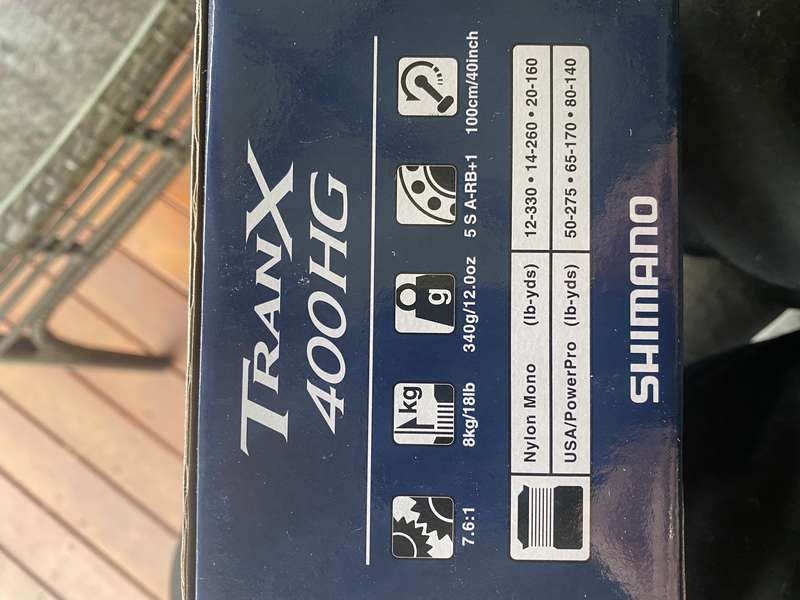 TRANX
400HG
7.6:1
kg
8kg/18lb
g
340g/12.0oz
5 S A-RB+1
100cm/40inch
Nylon Mono (lb-yds) 12-330 • 14-260 • 20-160
USA/PowerPro (lb-yds) 50-275 • 65-170 • 80-140
SHIMANO